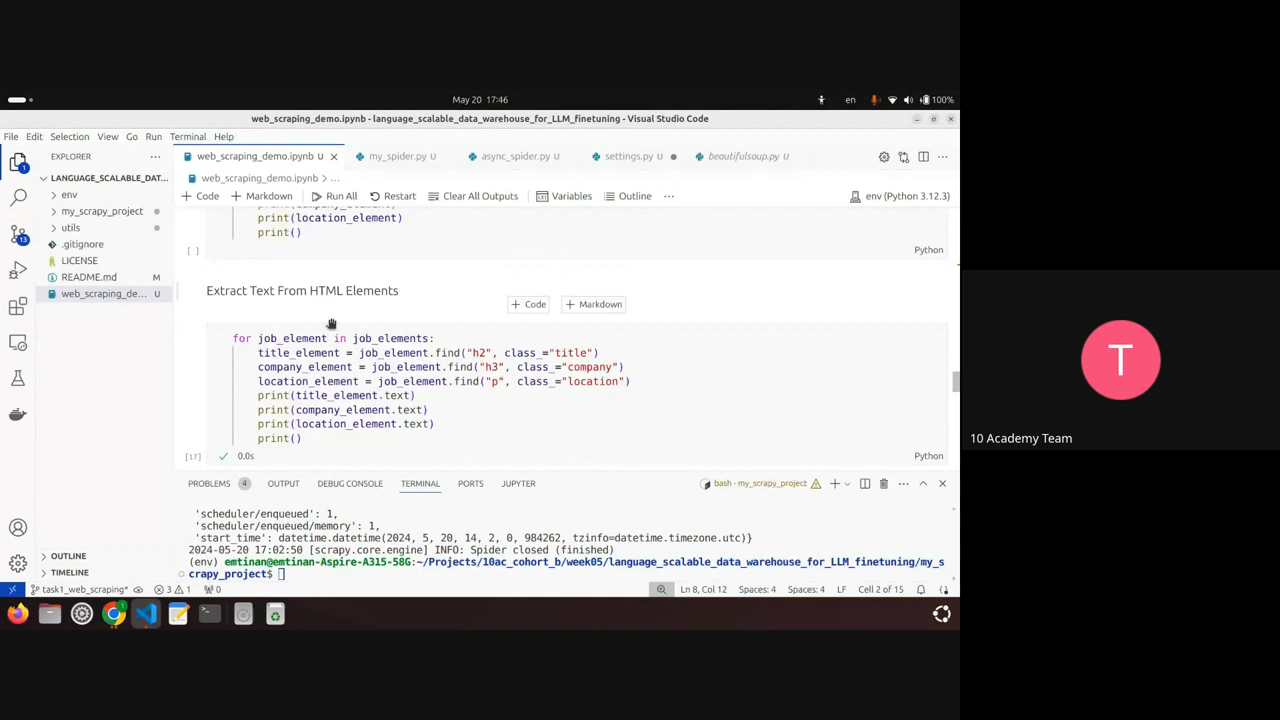 May 20 17:46
en
100%
web_scraping_demo.ipynb - language_scalable_data_warehouse_for_LLM_finetuning - Visual Studio Code
File Edit Selection View Go Run Terminal Help
EXPLORER
web_scraping_demo.ipynb U
my_spider.py U
async_spider.py U
settings.py U
beautifulsoup.py U
LANGUAGE_SCALABLE_DAT...
web_scraping_demo.ipynb > ...
env
+ Code + Markdown Run All Restart Clear All Outputs Variables Outline ... env (Python 3.12.3)
my_scrapy_project
utils
.gitignore
LICENSE
README.md M
web_scraping_de... U
print(location_element)
print()
[ ] Python
Extract Text From HTML Elements
+ Code + Markdown
for job_element in job_elements:
title_element = job_element.find("h2", class_="title")
company_element = job_element.find("h3", class_="company")
location_element = job_element.find("p", class_="location")
print(title_element.text)
print(company_element.text)
print(location_element.text)
print()
[17] 0.0s Python
PROBLEMS 4 OUTPUT DEBUG CONSOLE TERMINAL PORTS JUPYTER bash - my_scrapy_project
'scheduler/enqueued': 1,
'scheduler/enqueued/memory': 1,
'start_time': datetime.datetime(2024, 5, 20, 14, 2, 0, 984262, tzinfo=datetime.timezone.utc)}
2024-05-20 17:02:50 [scrapy.core.engine] INFO: Spider closed (finished)
(env) emtinan@emtinan-Aspire-A315-58G:~/Projects/10ac_cohort_b/week05/language_scalable_data_warehouse_for_LLM_finetuning/my_s
crapy_project$
OUTLINE
TIMELINE
task1_web_scraping* 3 1 0 Ln 8, Col 12 Spaces: 4 Spaces: 4 LF Cell 2 of 15
1
13
T
10 Academy Team